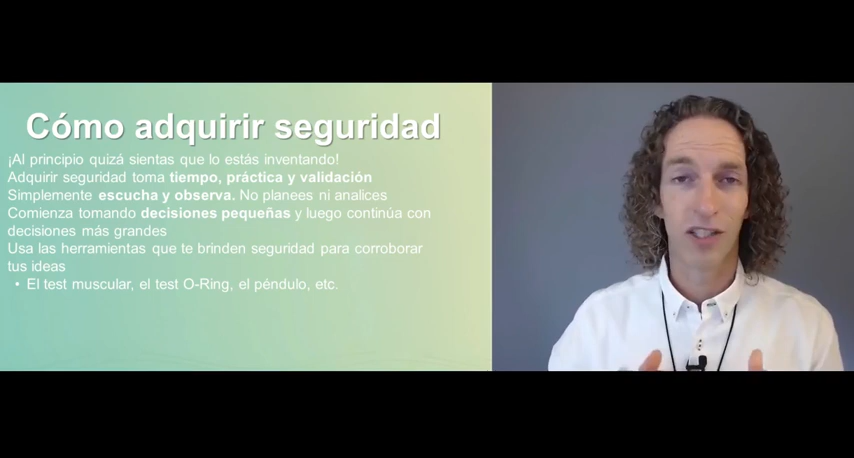 Cómo adquirir seguridad
¡Al principio quizá sientas que lo estás inventando!
Adquirir seguridad toma tiempo, práctica y validación
Simplemente escucha y observa. No planees ni analices
Comienza tomando decisiones pequeñas y luego continúa con
decisiones más grandes
Usa las herramientas que te brinden seguridad para corroborar
tus ideas
• El test muscular, el test O-Ring, el péndulo, etc.